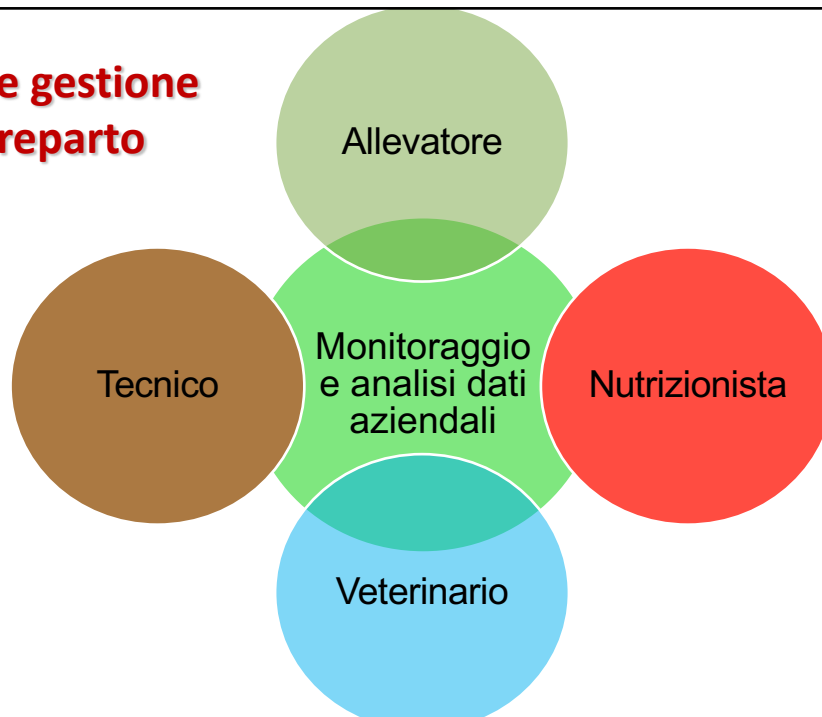 e gestione
reparto
Allevatore
Tecnico
Monitoraggio
e analisi dati
aziendali
Nutrizionista
Veterinario